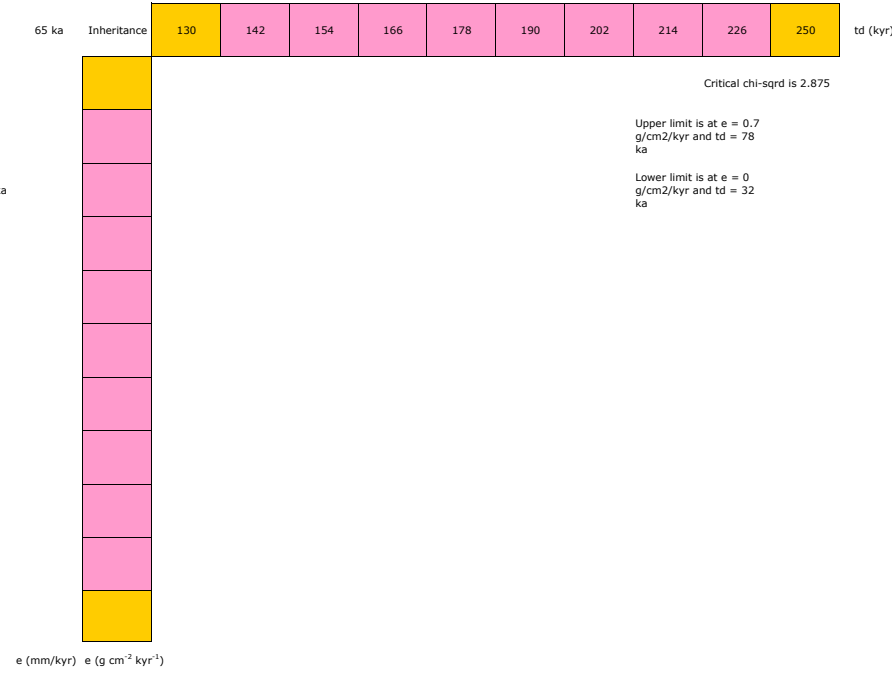 65 ka Inheritance 130 142 154 166 178 190 202 214 226 250 td (kyr)
Critical chi-sqrd is 2.875
Upper limit is at e = 0.7
g/cm2/kyr and td = 78
ka
Lower limit is at e = 0
ka g/cm2/kyr and td = 32
ka
e (mm/kyr) e (g cm⁻² kyr⁻¹)